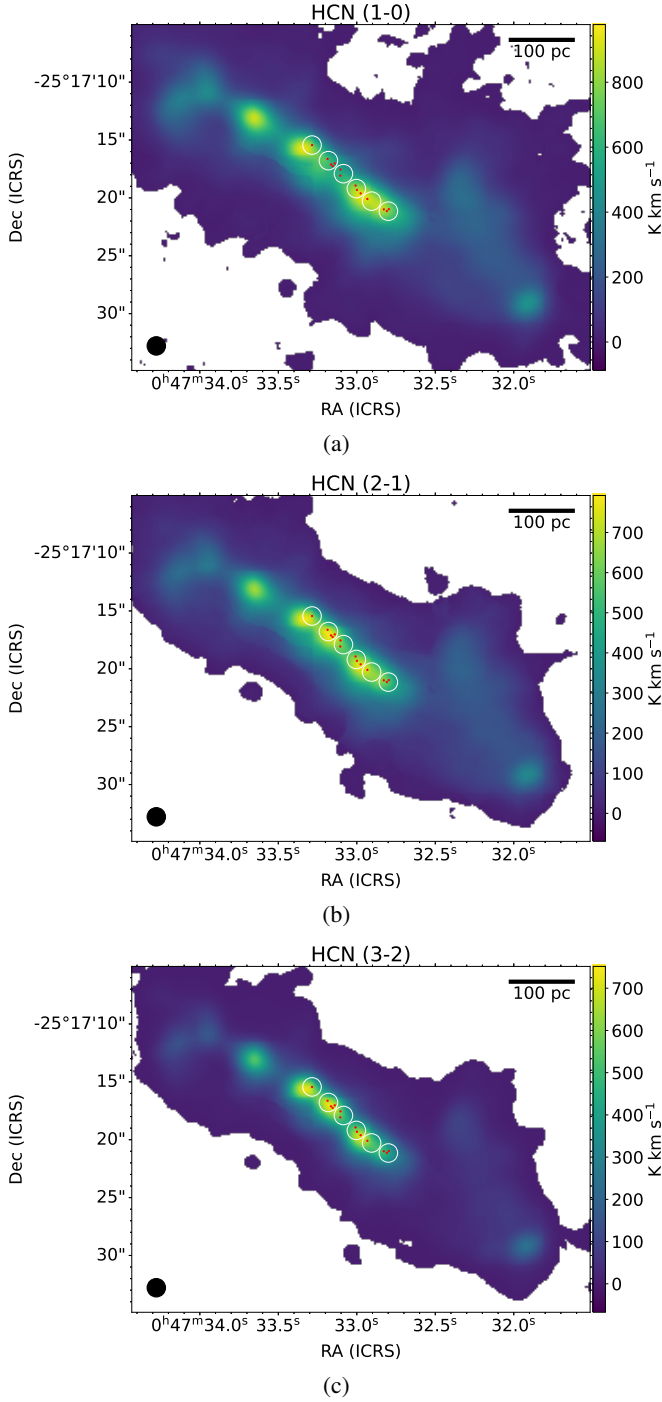 HCN (1-0)
100 pc
-25°17'10"
15"
20"
25"
30"
Dec (ICRS)
0ʰ47ᵐ34.0ˢ 33.5ˢ 33.0ˢ 32.5ˢ 32.0ˢ
RA (ICRS)
800
600
400
200
0
K km s⁻¹
(a)
HCN (2-1)
100 pc
-25°17'10"
15"
20"
25"
30"
Dec (ICRS)
0ʰ47ᵐ34.0ˢ 33.5ˢ 33.0ˢ 32.5ˢ 32.0ˢ
RA (ICRS)
700
600
500
400
300
200
100
0
K km s⁻¹
(b)
HCN (3-2)
100 pc
-25°17'10"
15"
20"
25"
30"
Dec (ICRS)
0ʰ47ᵐ34.0ˢ 33.5ˢ 33.0ˢ 32.5ˢ 32.0ˢ
RA (ICRS)
700
600
500
400
300
200
100
0
K km s⁻¹
(c)